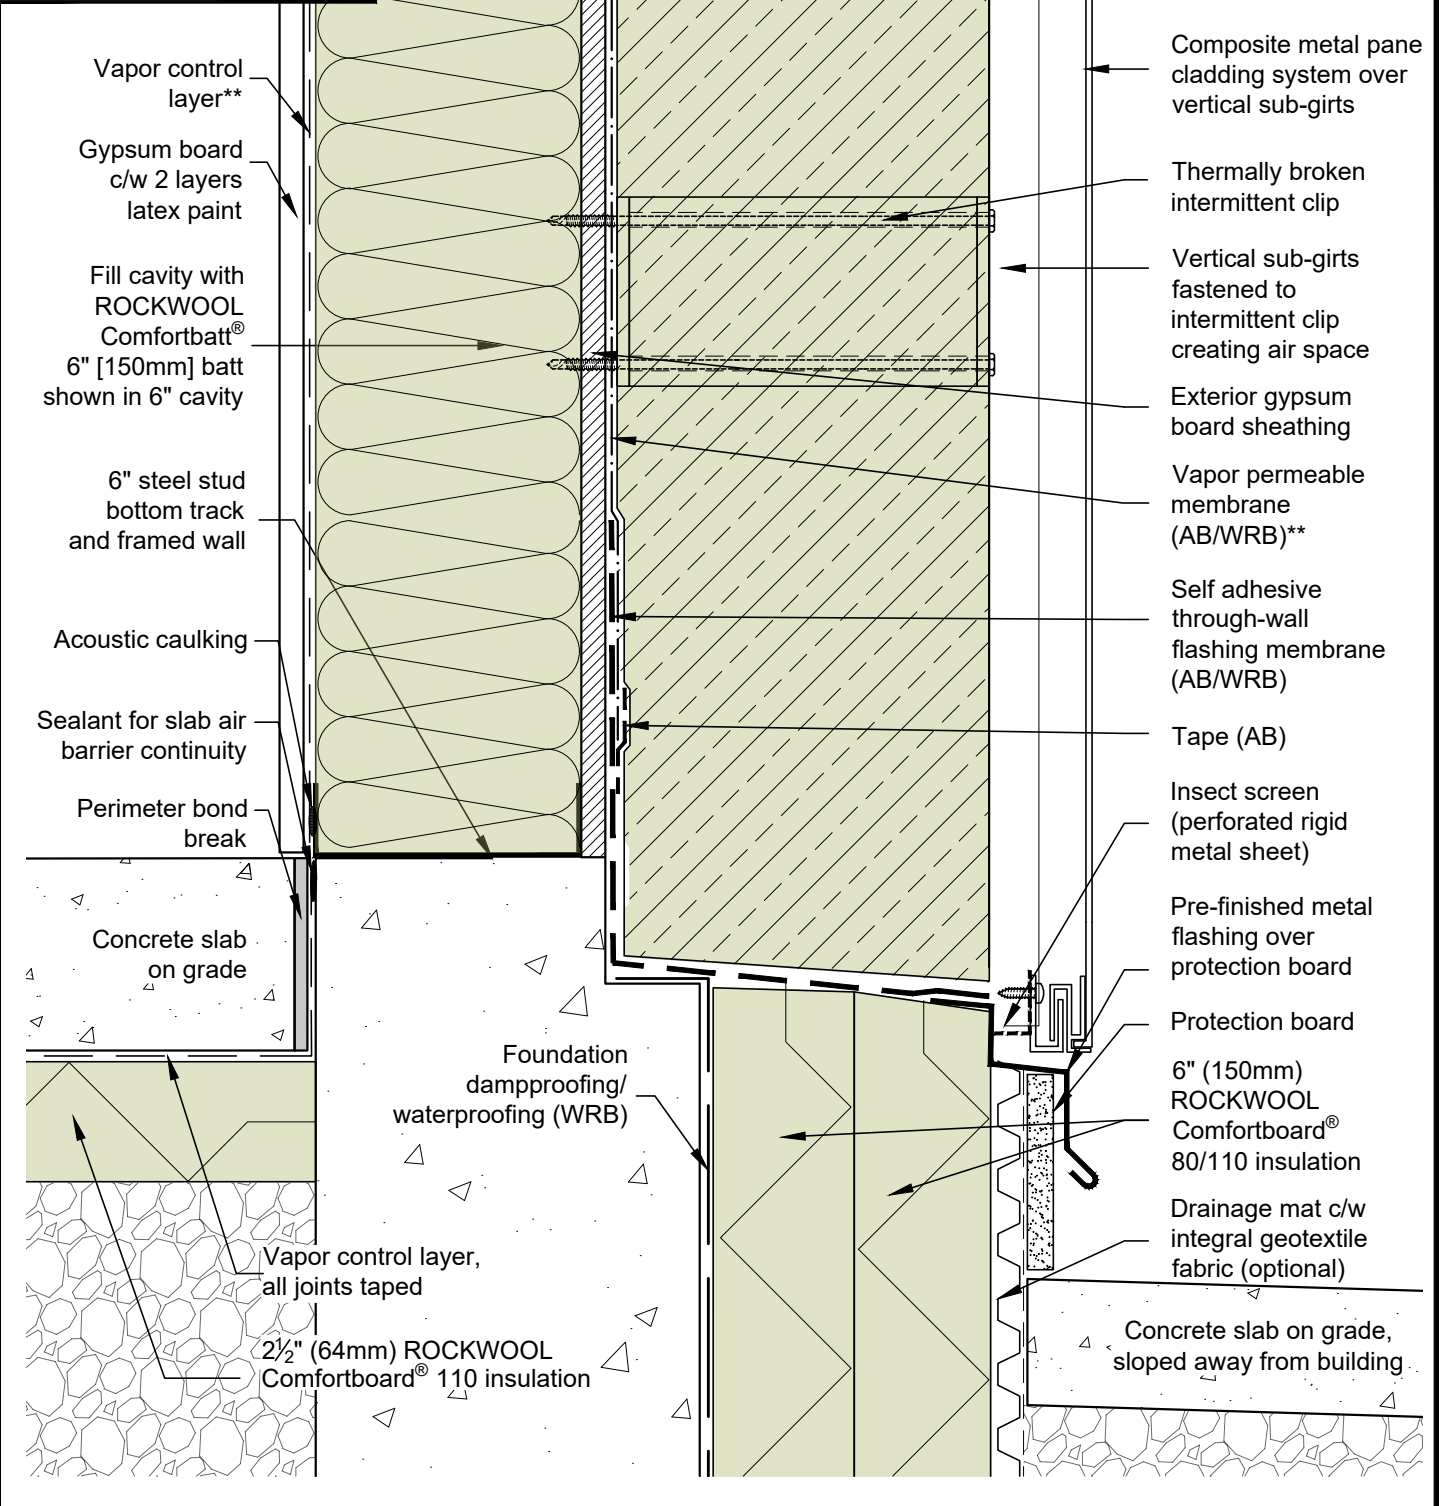 Vapor control
layer**
Gypsum board
c/w 2 layers
latex paint
Fill cavity with
ROCKWOOL
Comfortbatt®
6" [150mm] batt
shown in 6" cavity
6" steel stud
bottom track
and framed wall
Acoustic caulking
Sealant for slab air
barrier continuity
Perimeter bond
break
Concrete slab
on grade
Foundation
dampproofing/
waterproofing (WRB)
Vapor control layer,
all joints taped
2½" (64mm) ROCKWOOL
Comfortboard® 110 insulation
Composite metal pane
cladding system over
vertical sub-girts
Thermally broken
intermittent clip
Vertical sub-girts
fastened to
intermittent clip
creating air space
Exterior gypsum
board sheathing
Vapor permeable
membrane
(AB/WRB)**
Self adhesive
through-wall
flashing membrane
(AB/WRB)
Tape (AB)
Insect screen
(perforated rigid
metal sheet)
Pre-finished metal
flashing over
protection board
Protection board
6" (150mm)
ROCKWOOL
Comfortboard®
80/110 insulation
Drainage mat c/w
integral geotextile
fabric (optional)
Concrete slab on grade,
sloped away from building